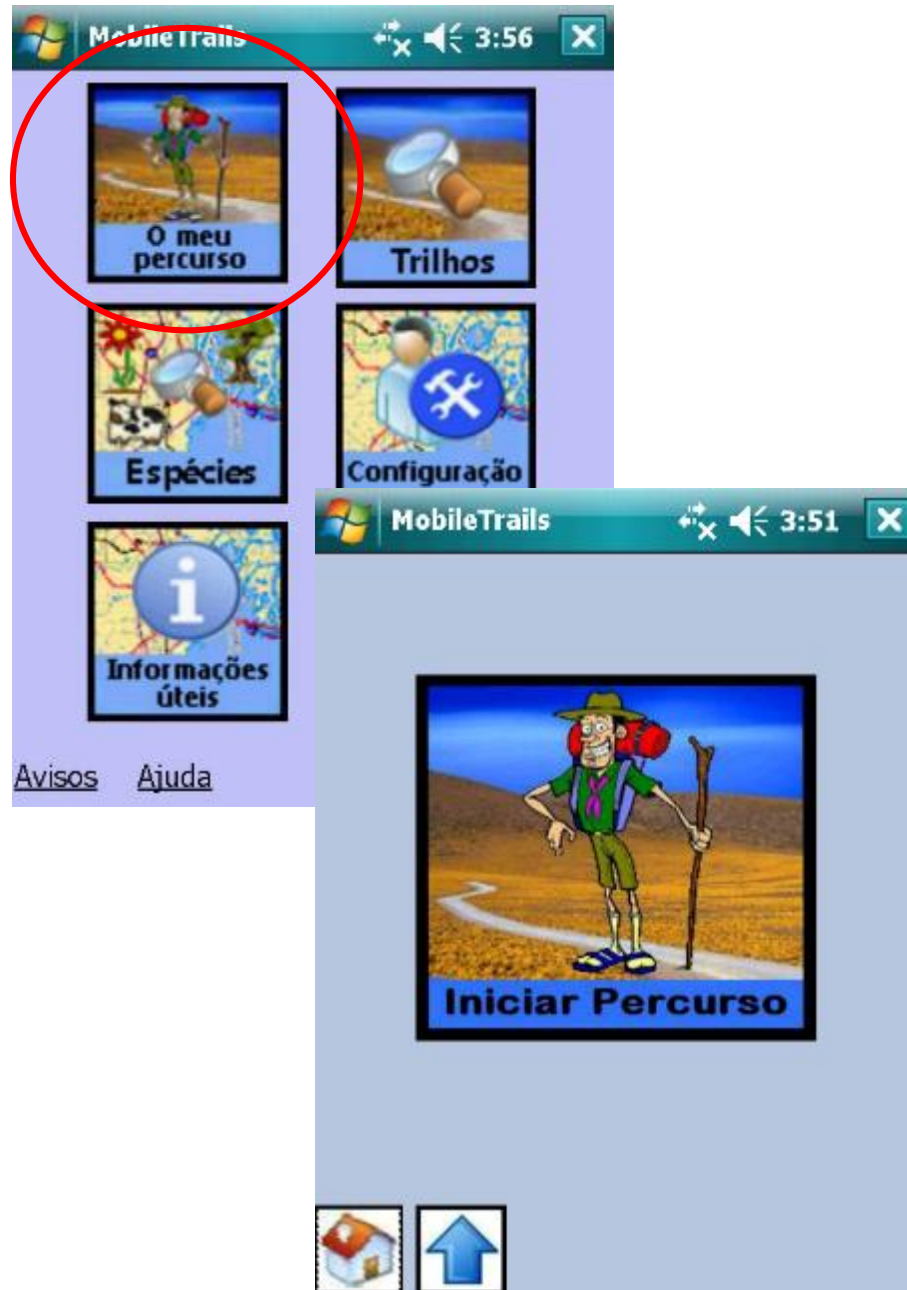 MobileTrails 3:56
O meu
percurso
Trilhos
Espécies
Configuração
Informações
úteis
Avisos Ajuda
MobileTrails 3:51
Iniciar Percurso